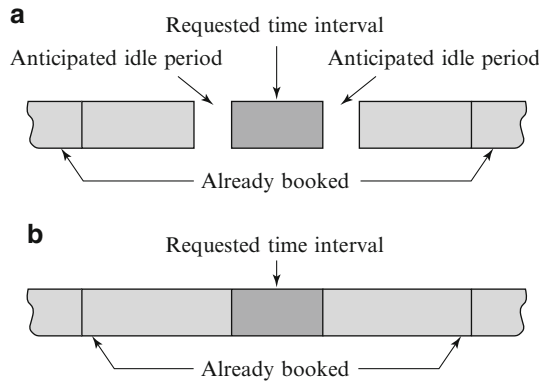 a
Requested time interval
Anticipated idle period
Anticipated idle period
Already booked
b
Requested time interval
Already booked